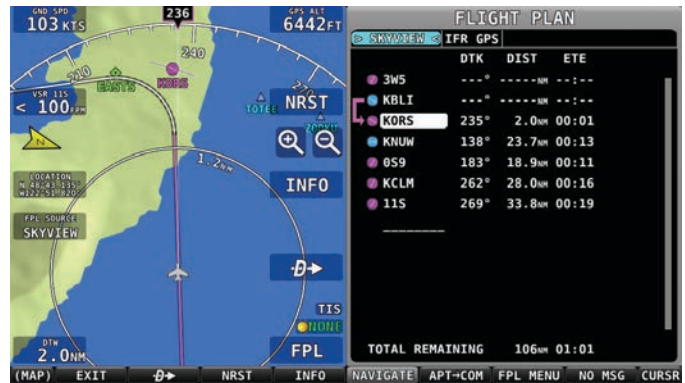 GND SPD
103 KTS
236
GPS ALT
6442FT
240
210
270
EASTS
KORS
VSR 115
< 100FPM
TOTEE
NRST
N
1.2NM
LOCATION
N 48°43.135'
W122°51.820'
INFO
FPL SOURCE
SKYVIEW
D
TIS
NONE
DTW
2.0NM
FPL
(MAP) EXIT D NRST INFO
FLIGHT PLAN
> SKYVIEW < IFR GPS
DTK DIST ETE
3W5 ---° -----NM --:--
KBLI ---° -----NM --:--
KORS 235° 2.0NM 00:01
KNUW 138° 23.7NM 00:13
0S9 183° 18.9NM 00:11
KCLM 262° 28.0NM 00:16
11S 269° 33.8NM 00:19
________
TOTAL REMAINING 106NM 01:01
NAVIGATE APT→COM FPL MENU NO MSG CURSR